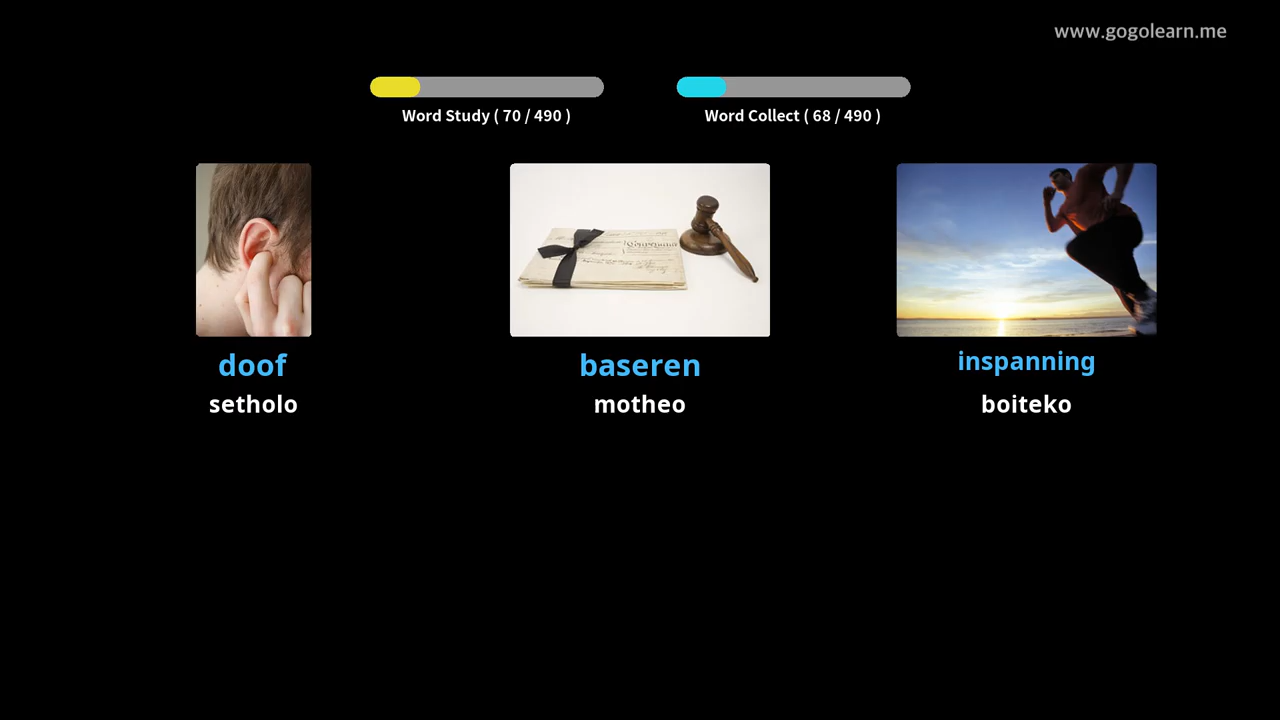 www.gogolearn.me
Word Study ( 70 / 490 )
Word Collect ( 68 / 490 )
doof
baseren
inspanning
setholo
motheo
boiteko